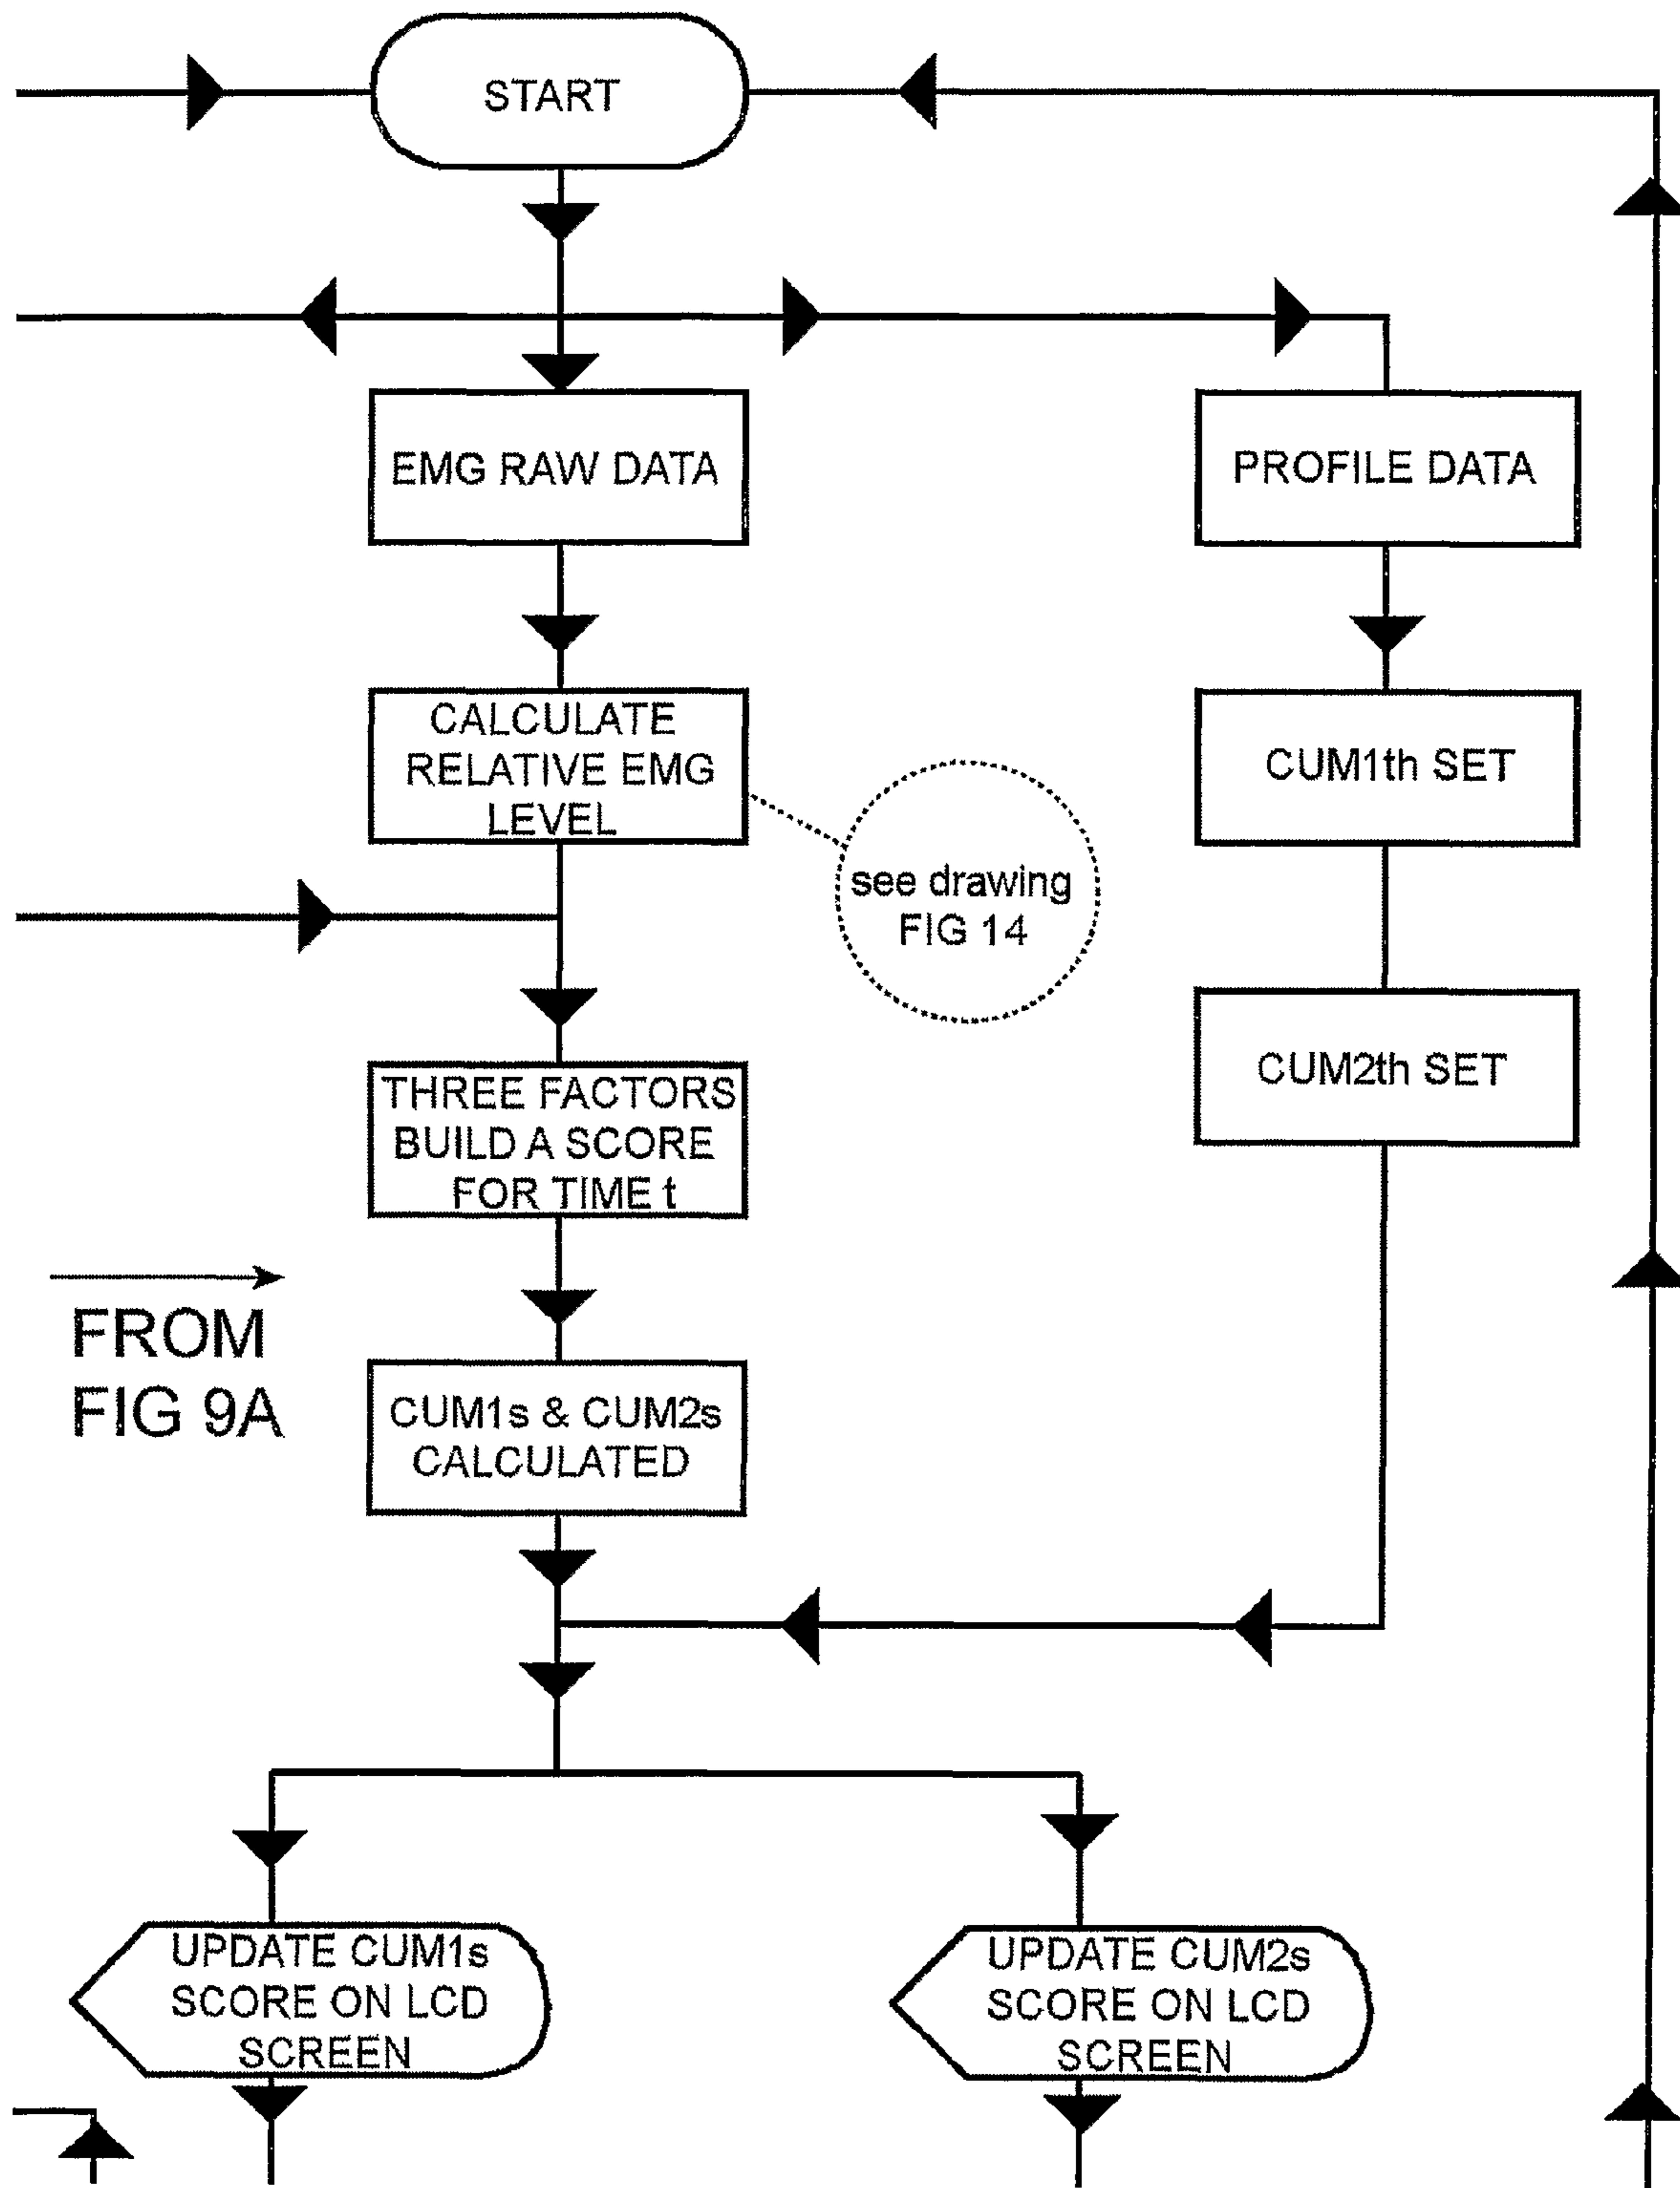 START
EMG RAW DATA
PROFILE DATA
CALCULATE
RELATIVE EMG
LEVEL
CUM1th SET
see drawing
FIG 14
CUM2th SET
THREE FACTORS
BUILD A SCORE
FOR TIME t
FROM
FIG 9A
CUM1s & CUM2s
CALCULATED
UPDATE CUM1s
SCORE ON LCD
SCREEN
UPDATE CUM2s
SCORE ON LCD
SCREEN